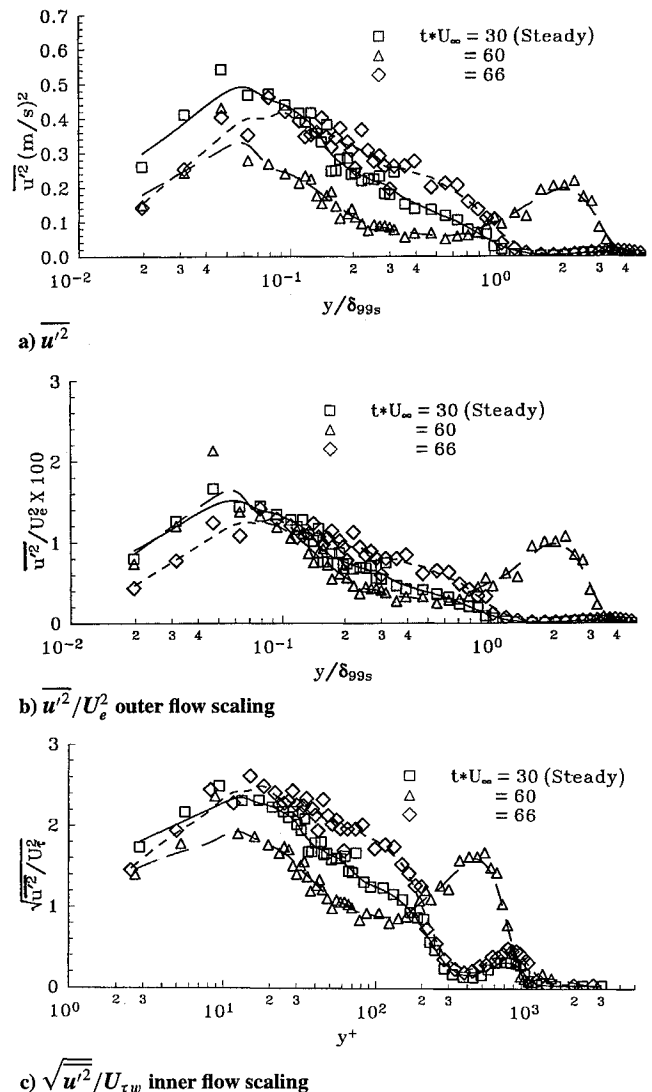 0.7
0.6
0.5
0.4
0.3
0.2
0.1
0.0
u'² (m/s)²
t*U∞ = 30 (Steady)
= 60
= 66
10⁻² 2 3 4 10⁻¹ 2 3 4 10⁰ 2 3 4
y/δ99s
a) u'²
3
2
1
0
u'²/Uₑ² X 100
t*U∞ = 30 (Steady)
= 60
= 66
10⁻² 2 3 4 10⁻¹ 2 3 4 10⁰ 2 3 4
y/δ99s
b) u'²/Uₑ² outer flow scaling
3
2
1
0
√u'²/Uτ²
t*U∞ = 30 (Steady)
= 60
= 66
10⁰ 2 3 10¹ 2 3 10² 2 3 10³ 2 3
y⁺
c) √u'²/Uτw inner flow scaling